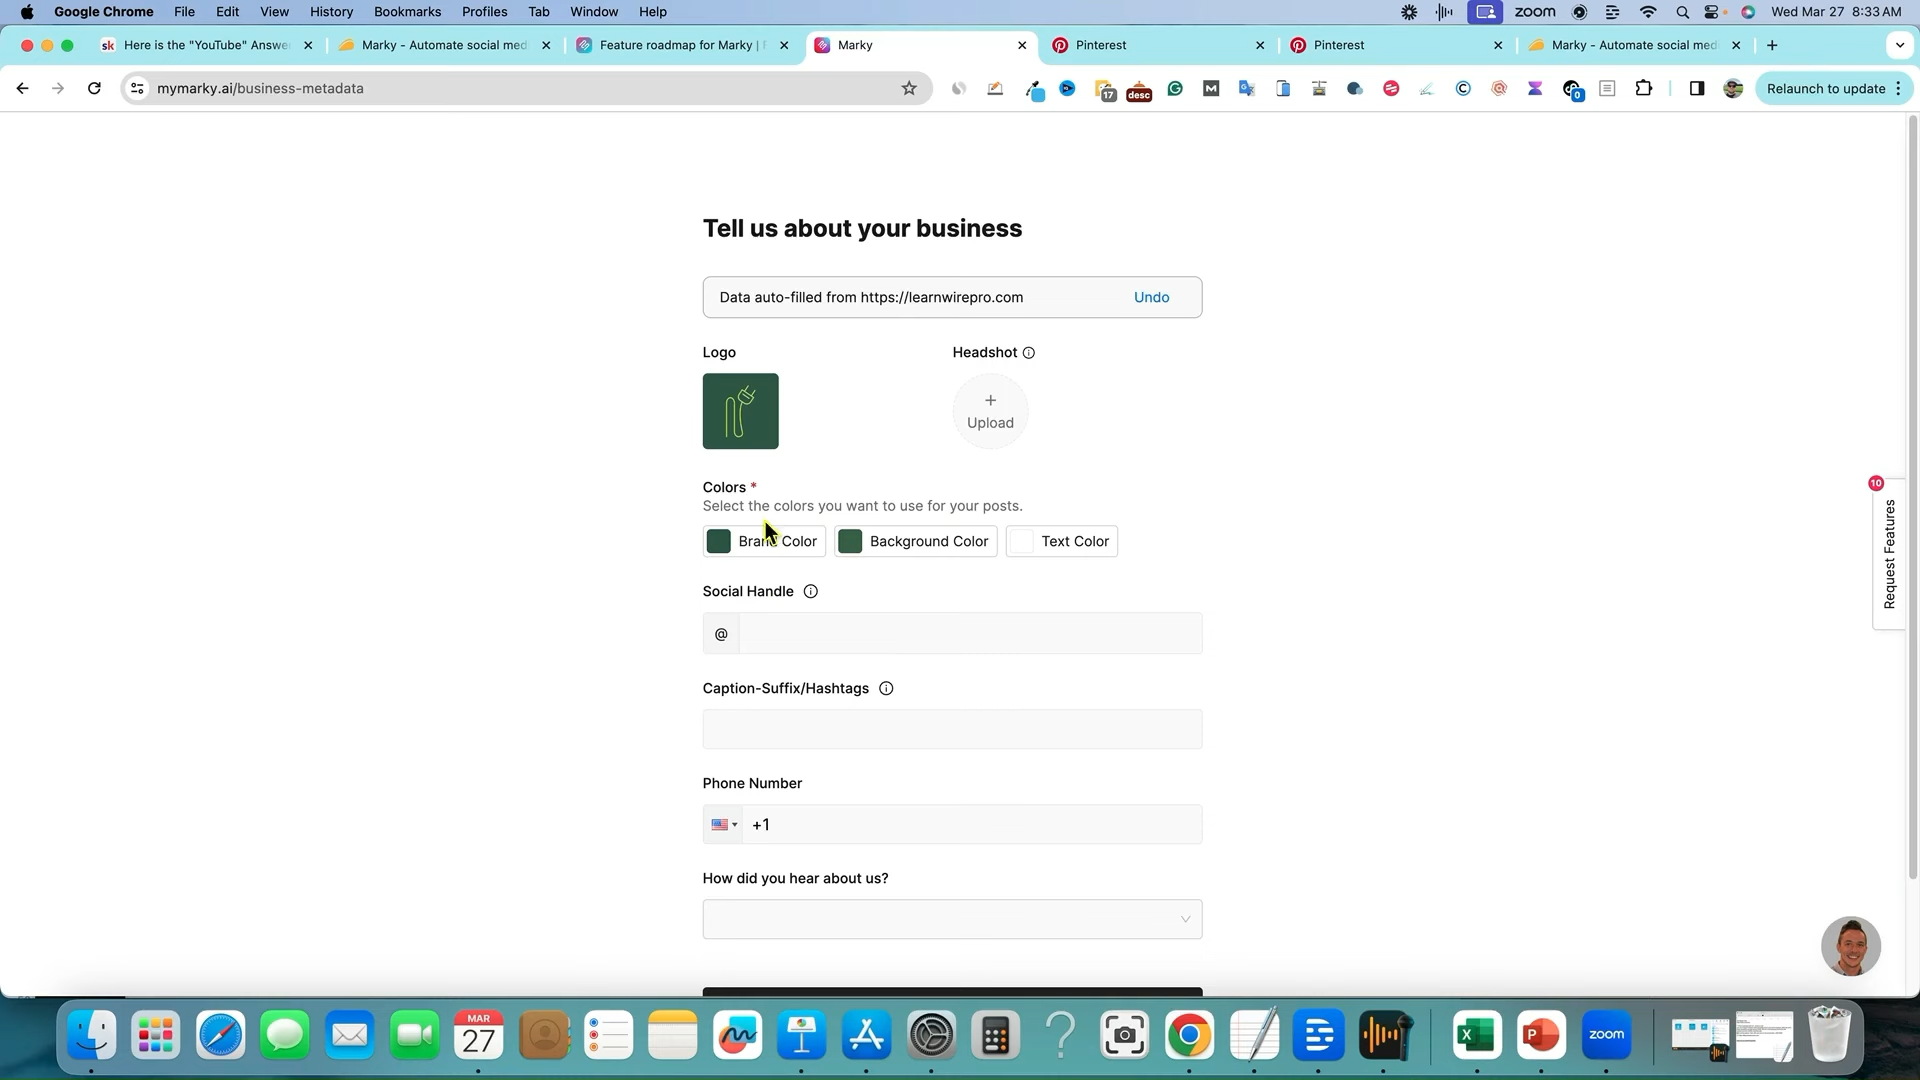 Google Chrome File Edit View History Bookmarks Profiles Tab Window Help zoom Wed Mar 27 8:33 AM
sk Here is the "YouTube" Answe Marky - Automate social med Feature roadmap for Marky | F Marky Pinterest Pinterest Marky - Automate social med
mymarky.ai/business-metadata 17 desc M 0 Relaunch to update
Tell us about your business
Data auto-filled from https://learnwirepro.com Undo
Logo Headshot
+
Upload
Colors *
Select the colors you want to use for your posts.
Brand Color Background Color Text Color
10
Request Features
Social Handle
@
Caption-Suffix/Hashtags
Phone Number
+1
How did you hear about us?
MAR
27
zoom